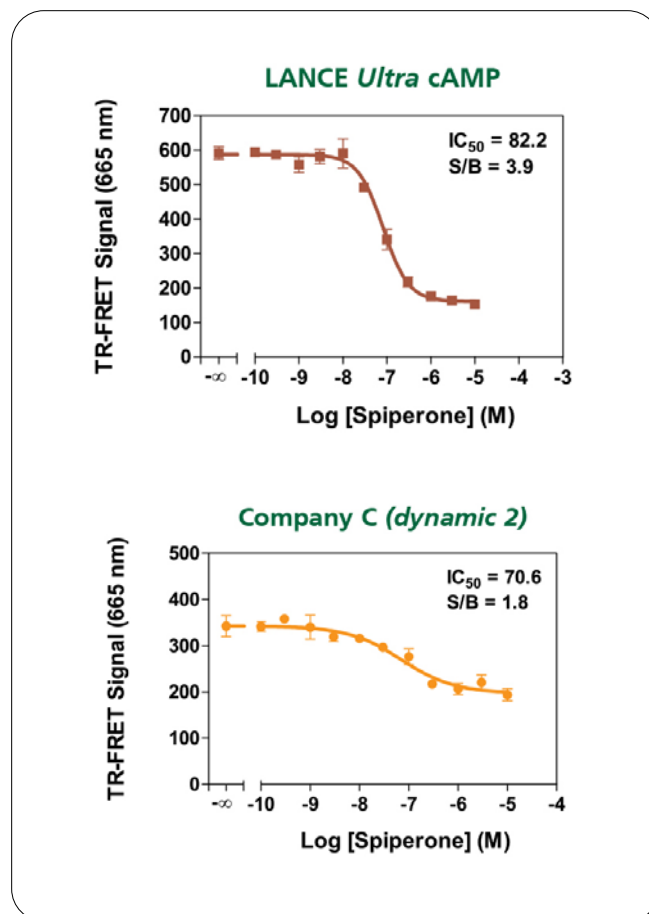 LANCE Ultra cAMP
TR-FRET Signal (665 nm)
700
600
500
400
300
200
100
0
IC50 = 82.2
S/B = 3.9
-∞ -10 -9 -8 -7 -6 -5 -4 -3
Log [Spiperone] (M)
Company C (dynamic 2)
TR-FRET Signal (665 nm)
500
400
300
200
100
0
IC50 = 70.6
S/B = 1.8
-∞ -10 -9 -8 -7 -6 -5 -4
Log [Spiperone] (M)